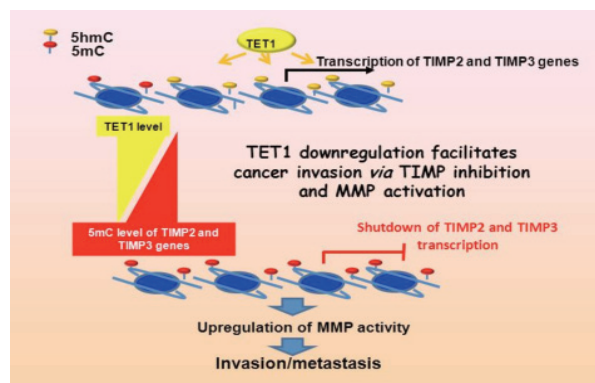 5hmC
5mC
TET1
Transcription of TIMP2 and TIMP3 genes
TET1 level
TET1 downregulation facilitates
cancer invasion via TIMP inhibition
and MMP activation
5mC level of TIMP2 and
TIMP3 genes
Shutdown of TIMP2 and TIMP3
transcription
Upregulation of MMP activity
Invasion/metastasis